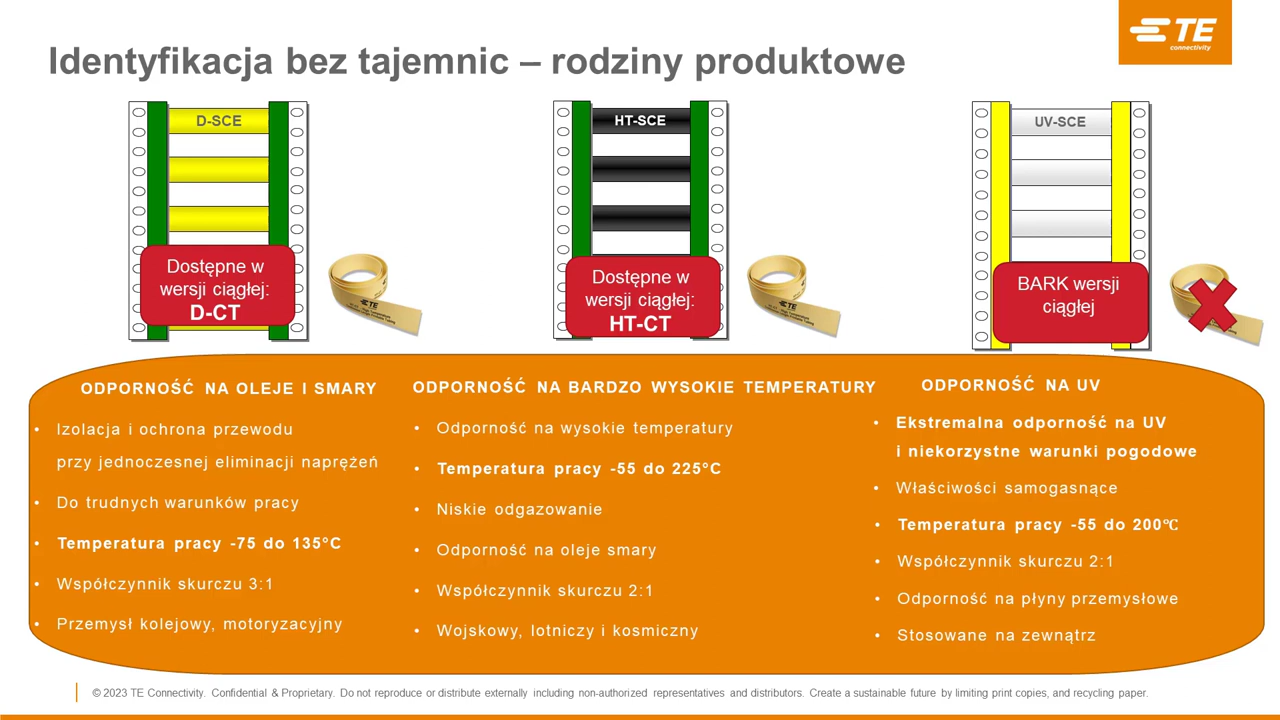 TE
connectivity
Identyfikacja bez tajemnic – rodziny produktowe
D-SCE
Dostępne w
wersji ciągłej:
D-CT
TE
HT-SCE
Dostępne w
wersji ciągłej:
HT-CT
TE
UV-SCE
BARK wersji
ciągłej
ODPORNOŚĆ NA OLEJE I SMARY
• Izolacja i ochrona przewodu
przy jednoczesnej eliminacji naprężeń
• Do trudnych warunków pracy
• Temperatura pracy -75 do 135°C
• Współczynnik skurczu 3:1
• Przemysł kolejowy, motoryzacyjny
ODPORNOŚĆ NA BARDZO WYSOKIE TEMPERATURY
• Odporność na wysokie temperatury
• Temperatura pracy -55 do 225°C
• Niskie odgazowanie
• Odporność na oleje smary
• Współczynnik skurczu 2:1
• Wojskowy, lotniczy i kosmiczny
ODPORNOŚĆ NA UV
• Ekstremalna odporność na UV
i niekorzystne warunki pogodowe
• Właściwości samogasnące
• Temperatura pracy -55 do 200℃
• Współczynnik skurczu 2:1
• Odporność na płyny przemysłowe
• Stosowane na zewnątrz
© 2023 TE Connectivity. Confidential & Proprietary. Do not reproduce or distribute externally including non-authorized representatives and distributors. Create a sustainable future by limiting print copies, and recycling paper.